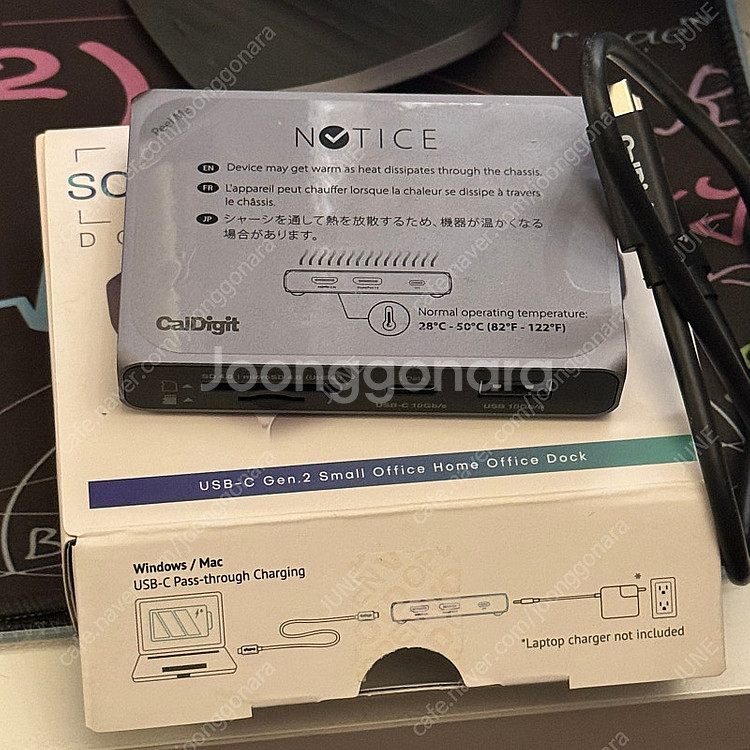 Peel Me
NOTICE
EN Device may get warm as heat dissipates through the chassis.
FR L'appareil peut chauffer lorsque la chaleur se dissipe à travers
le châssis.
JP シャーシを通して熱を放散するため、機器が温かくなる
場合があります。
Normal operating temperature:
28°C - 50°C (82°F - 122°F)
CalDigit
SO
D
Joonggonara
USB-C 10Gb/s
USB 10Gb/s
USB-C Gen.2 Small Office Home Office Dock
Windows / Mac
USB-C Pass-through Charging
*
*Laptop charger not included
cafe.naver.com/joonggonara
JUNE